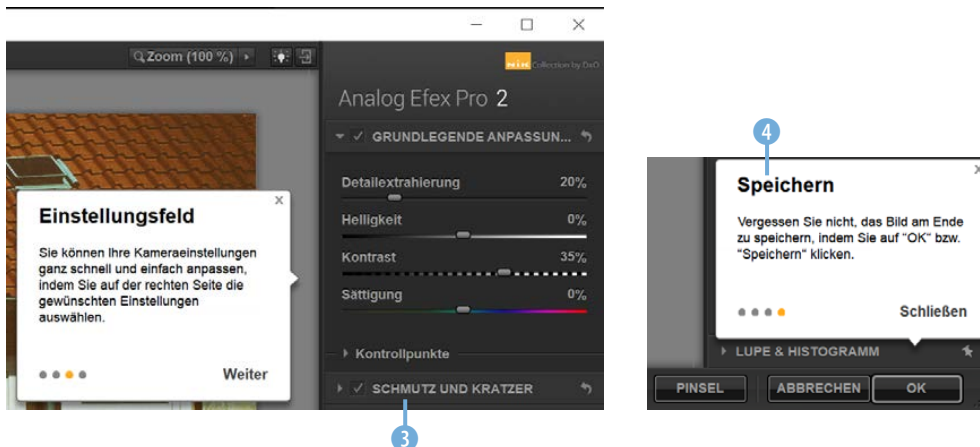 Zoom (100 %)
Nik Collection by DxO
Analog Efex Pro 2
GRUNDLEGENDE ANPASSUN...
Detailextrahierung 20%
Helligkeit 0%
Kontrast 35%
Sättigung 0%
Kontrollpunkte
SCHMUTZ UND KRATZER
3
x
Einstellungsfeld
Sie können Ihre Kameraeinstellungen
ganz schnell und einfach anpassen,
indem Sie auf der rechten Seite die
gewünschten Einstellungen
auswählen.
Weiter
4
x
Speichern
Vergessen Sie nicht, das Bild am Ende
zu speichern, indem Sie auf "OK" bzw.
"Speichern" klicken.
Schließen
LUPE & HISTOGRAMM
PINSEL ABBRECHEN OK